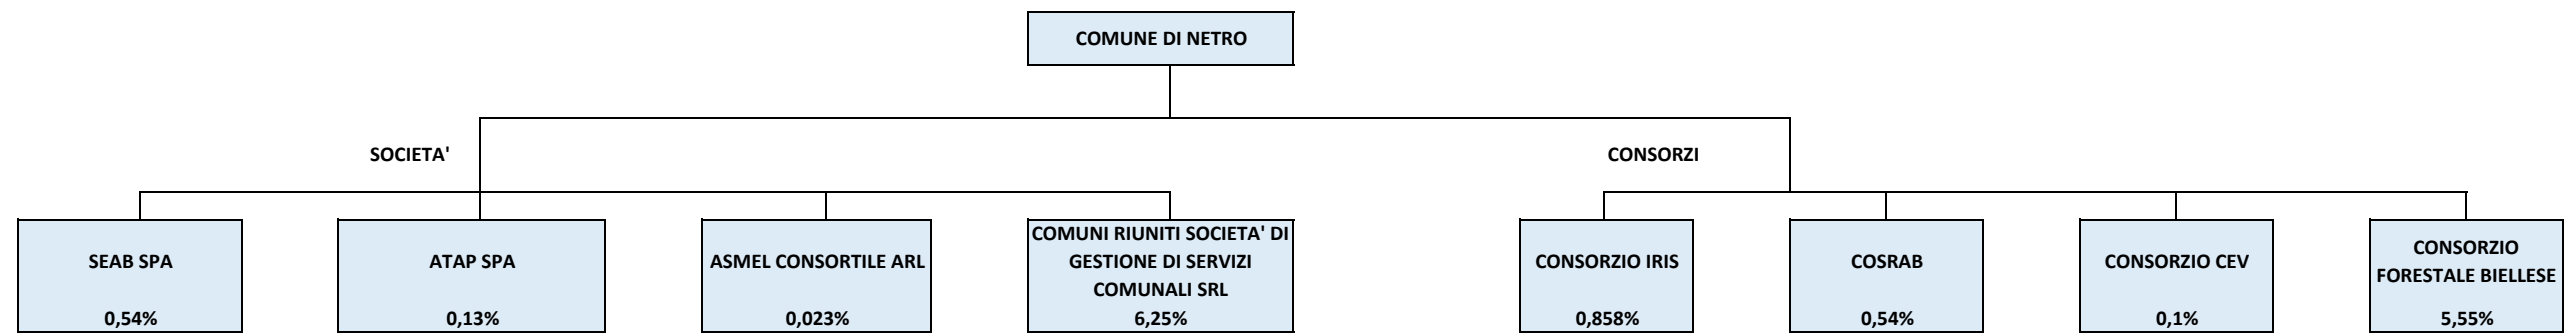 COMUNE DI NETRO
SOCIETA'
CONSORZI
SEAB SPA
0,54%
ATAP SPA
0,13%
ASMEL CONSORTILE ARL
0,023%
COMUNI RIUNITI SOCIETA' DI
GESTIONE DI SERVIZI
COMUNALI SRL
6,25%
CONSORZIO IRIS
0,858%
COSRAB
0,54%
CONSORZIO CEV
0,1%
CONSORZIO
FORESTALE BIELLESE
5,55%